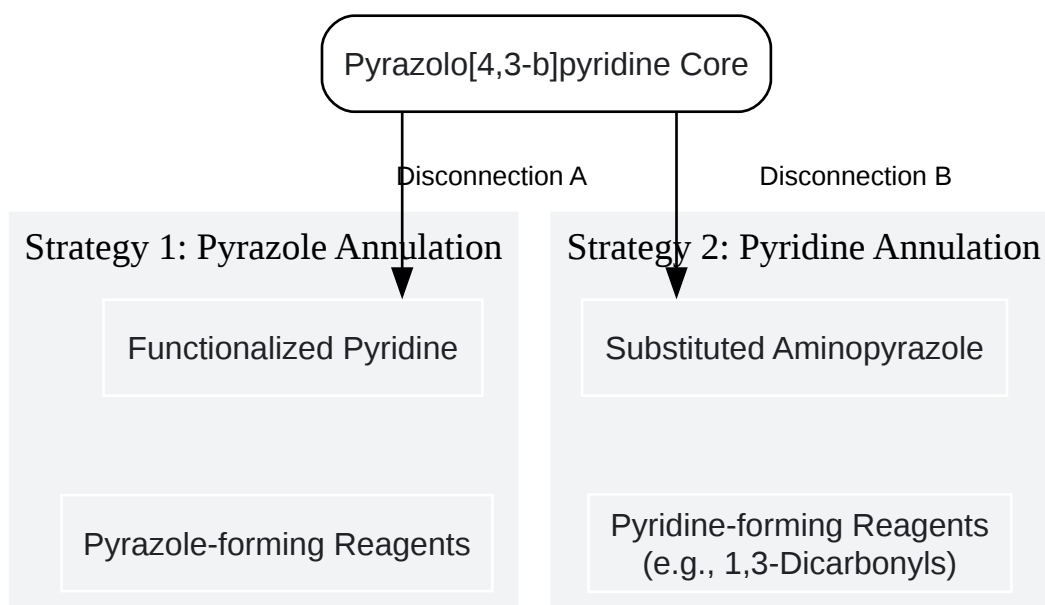 Pyrazolo[4,3-b]pyridine Core
Disconnection A
Disconnection B
Strategy 1: Pyrazole Annulation
Functionalized Pyridine
Pyrazole-forming Reagents
Strategy 2: Pyridine Annulation
Substituted Aminopyrazole
Pyridine-forming Reagents
(e.g., 1,3-Dicarbonyls)